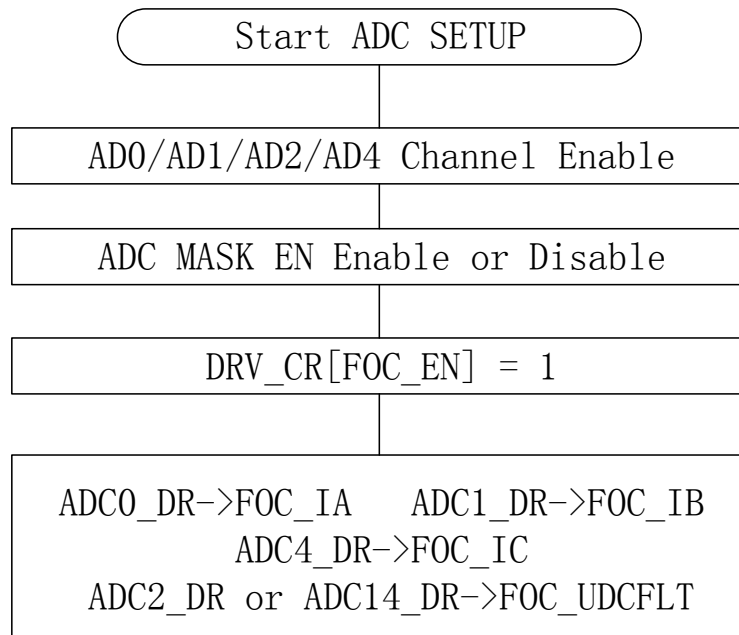 Start ADC SETUP
AD0/AD1/AD2/AD4 Channel Enable
ADC MASK EN Enable or Disable
DRV_CR[FOC_EN] = 1
ADC0_DR->FOC_IA ADC1_DR->FOC_IB
ADC4_DR->FOC_IC
ADC2_DR or ADC14_DR->FOC_UDCFLT